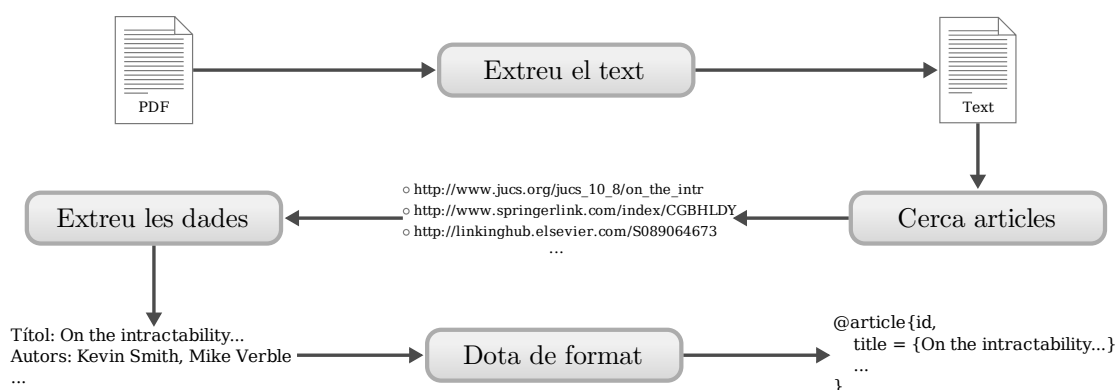 PDF
Extreu el text
Text
Extreu les dades
○ http://www.jucs.org/jucs_10_8/on_the_intr
○ http://www.springerlink.com/index/CGBHLDY
○ http://linkinghub.elsevier.com/S089064673
...
Cerca articles
Títol: On the intractability...
Autors: Kevin Smith, Mike Verble
...
Dota de format
@article{id,
title = {On the intractability...}
...
}